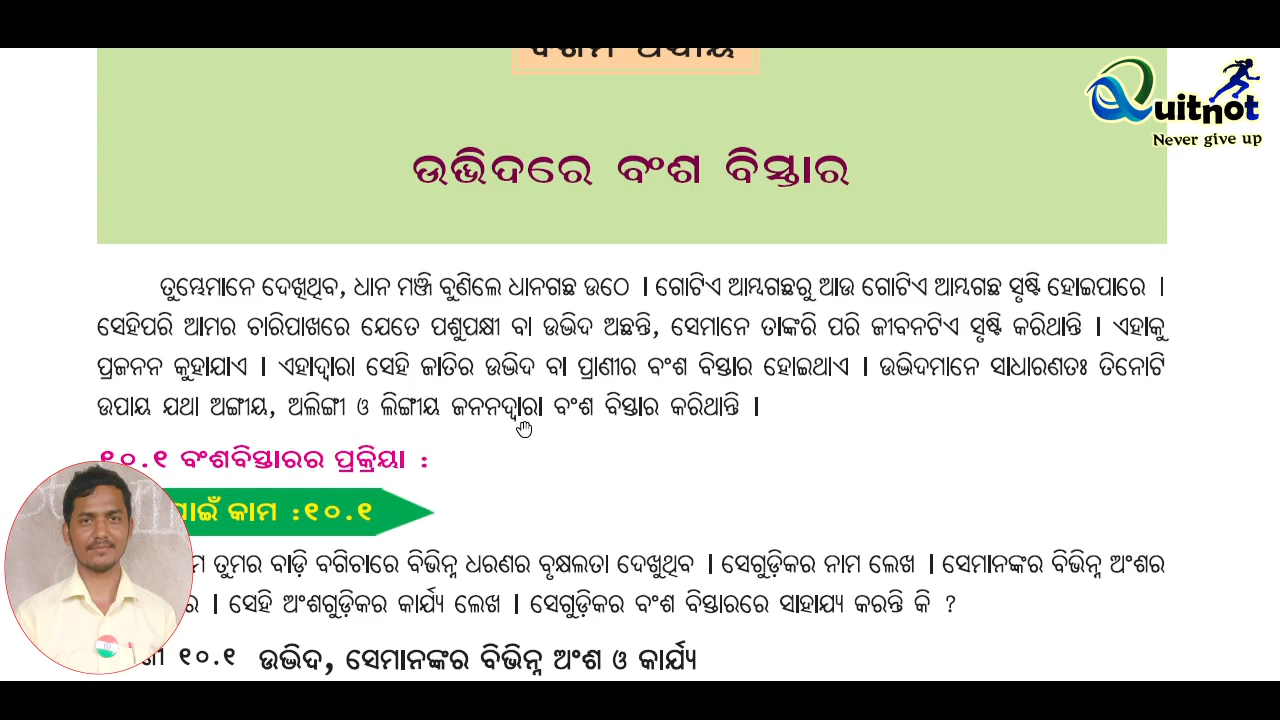 Quitnot
Never give up
ଉଦ୍ଭିଦରେ ବଂଶ ବିସ୍ତାର
ତୁମ୍ଭେମାନେ ଦେଖିଥିବ, ଧାନ ମଞ୍ଜି ବୁଣିଲେ ଧାନଗଛ ଉଠେ । ଗୋଟିଏ ଆମ୍ବଗଛରୁ ଆଉ ଗୋଟିଏ ଆମ୍ବଗଛ ସୃଷ୍ଟି ହୋଇପାରେ ।
ସେହିପରି ଆମର ଚାରିପାଖରେ ଯେତେ ପଶୁପକ୍ଷୀ ବା ଉଦ୍ଭିଦ ଅଛନ୍ତି, ସେମାନେ ତାଙ୍କରି ପରି ଜୀବନଟିଏ ସୃଷ୍ଟି କରିଥାନ୍ତି । ଏହାକୁ
ପ୍ରଜନନ କୁହାଯାଏ । ଏହାଦ୍ୱାରା ସେହି ଜାତିର ଉଦ୍ଭିଦ ବା ପ୍ରାଣୀର ବଂଶ ବିସ୍ତାର ହୋଇଥାଏ । ଉଦ୍ଭିଦମାନେ ସାଧାରଣତଃ ତିନୋଟି
ଉପାୟ ଯଥା ଅଙ୍ଗୀୟ, ଅଲିଙ୍ଗୀ ଓ ଲିଙ୍ଗୀୟ ଜନନଦ୍ୱାରା ବଂଶ ବିସ୍ତାର କରିଥାନ୍ତି ।
୧୦.୧ ବଂଶବିସ୍ତାରର ପ୍ରକ୍ରିୟା :
ପାଇଁ କାମ :୧୦.୧
ତୁମର ବାଡ଼ି ବଗିଚାରେ ବିଭିନ୍ନ ଧରଣର ବୃକ୍ଷଲତା ଦେଖୁଥିବ । ସେଗୁଡ଼ିକର ନାମ ଲେଖ । ସେମାନଙ୍କର ବିଭିନ୍ନ ଅଂଶର
। ସେହି ଅଂଶଗୁଡ଼ିକର କାର୍ଯ୍ୟ ଲେଖ । ସେଗୁଡ଼ିକର ବଂଶ ବିସ୍ତାରରେ ସାହାଯ୍ୟ କରନ୍ତି କି ?
୧୦.୧ ଉଦ୍ଭିଦ, ସେମାନଙ୍କର ବିଭିନ୍ନ ଅଂଶ ଓ କାର୍ଯ୍ୟ